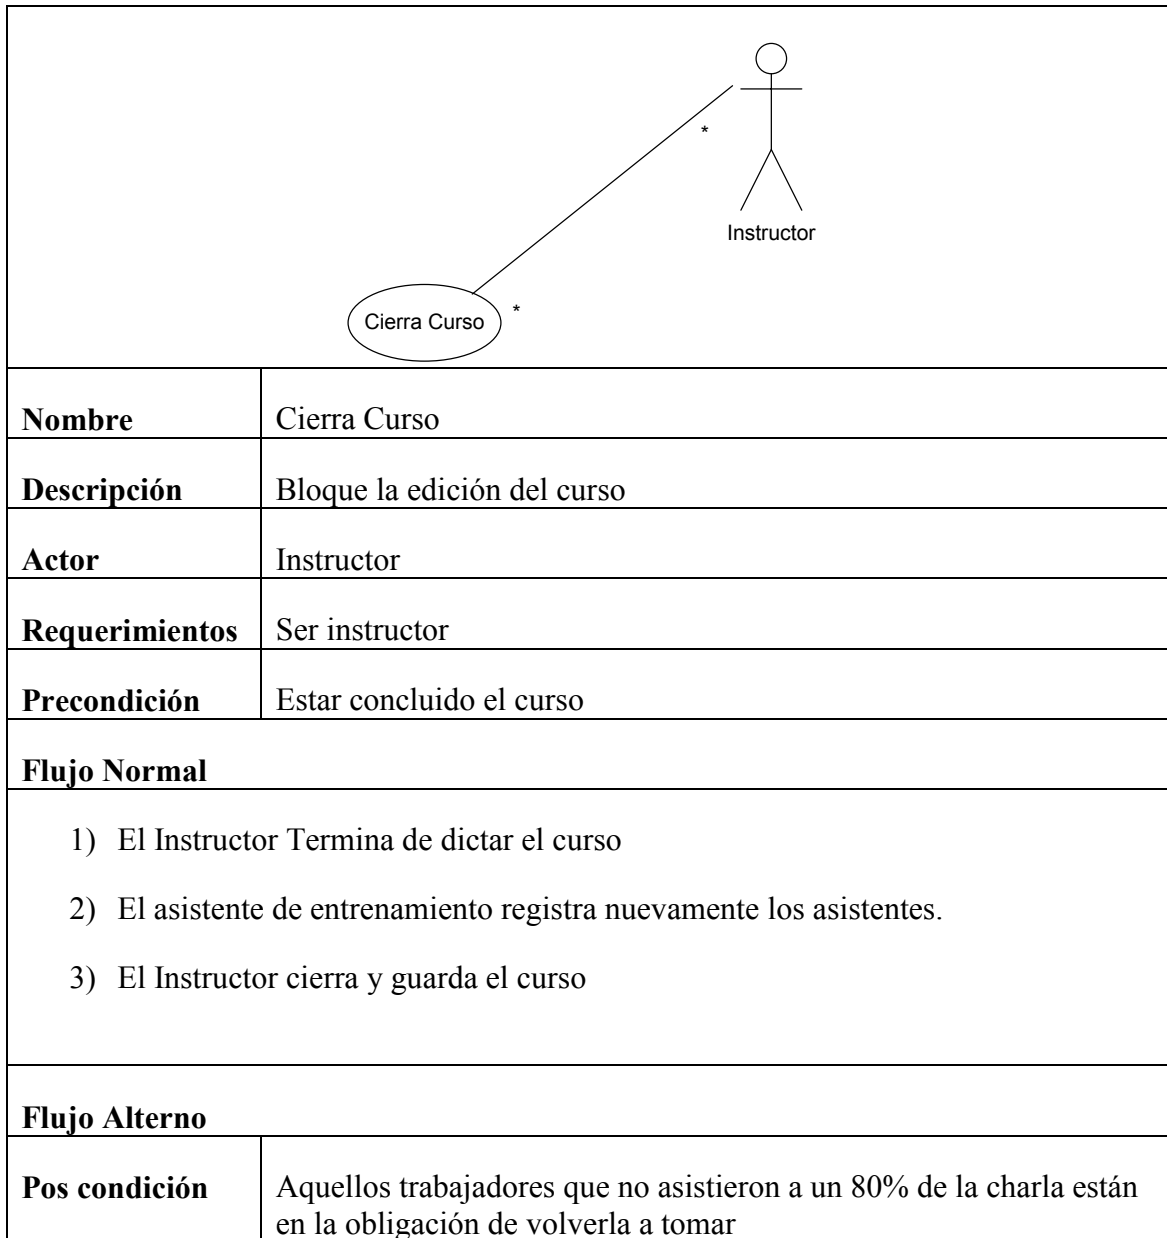 *
Instructor
Cierra Curso
*
Nombre
Cierra Curso
Descripción
Bloque la edición del curso
Actor
Instructor
Requerimientos
Ser instructor
Precondición
Estar concluido el curso
Flujo Normal
1) El Instructor Termina de dictar el curso
2) El asistente de entrenamiento registra nuevamente los asistentes.
3) El Instructor cierra y guarda el curso
Flujo Alterno
Pos condición
Aquellos trabajadores que no asistieron a un 80% de la charla están
en la obligación de volverla a tomar